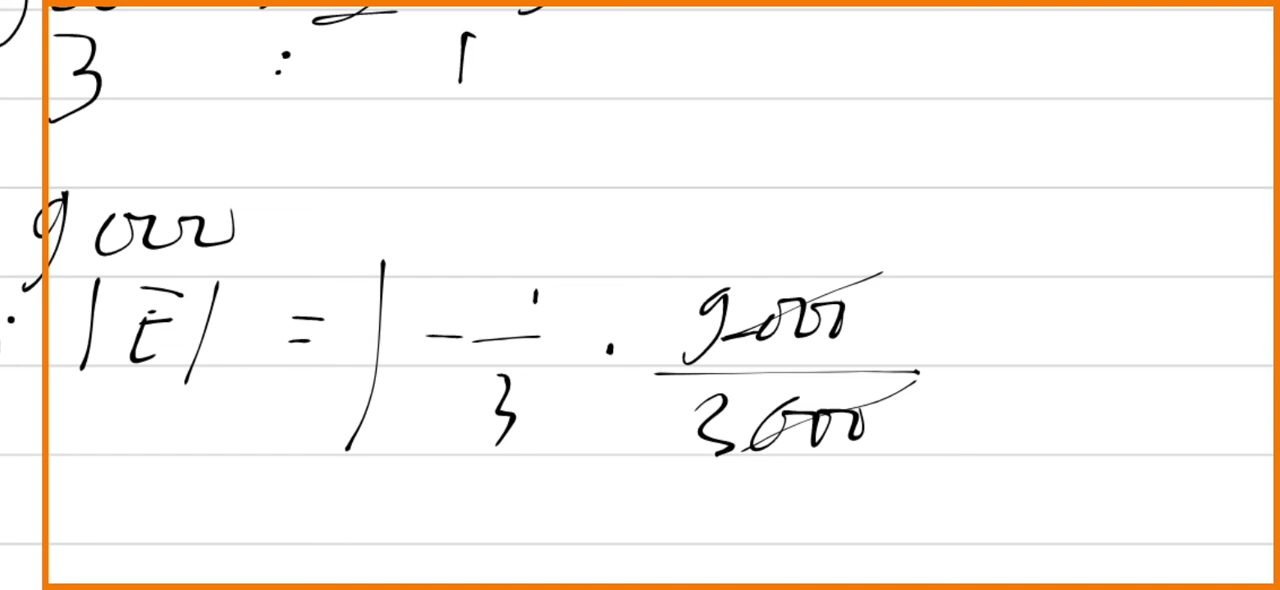 3 : 1
9000
: |E| = | - 1/3 . 9000/3000